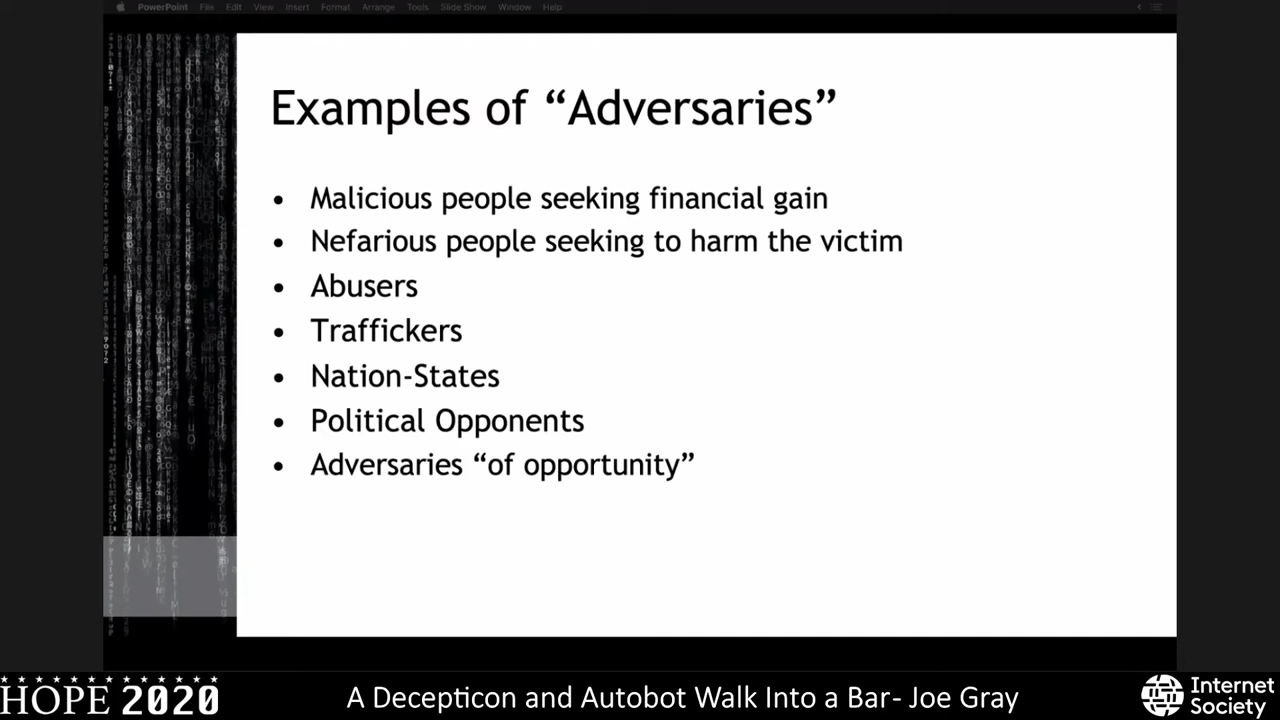 PowerPoint File Edit View Insert Format Arrange Tools Slide Show Window Help
Examples of “Adversaries”
• Malicious people seeking financial gain
• Nefarious people seeking to harm the victim
• Abusers
• Traffickers
• Nation-States
• Political Opponents
• Adversaries “of opportunity”
HOPE 2020
A Decepticon and Autobot Walk Into a Bar- Joe Gray
Internet
Society